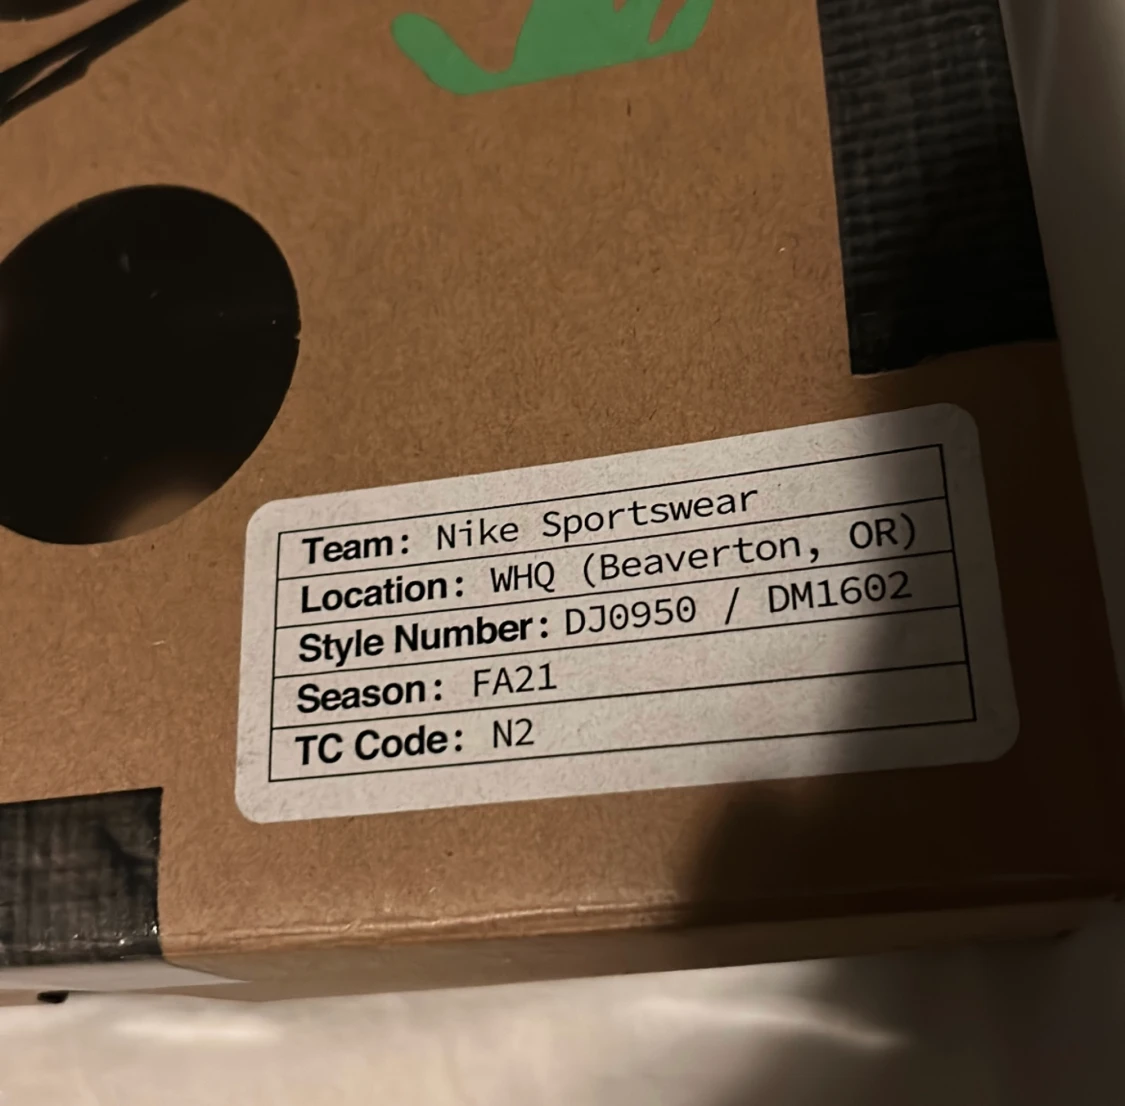 Team: Nike Sportswear
Location: WHQ (Beaverton, OR)
Style Number: DJ0950 / DM1602
Season: FA21
TC Code: N2